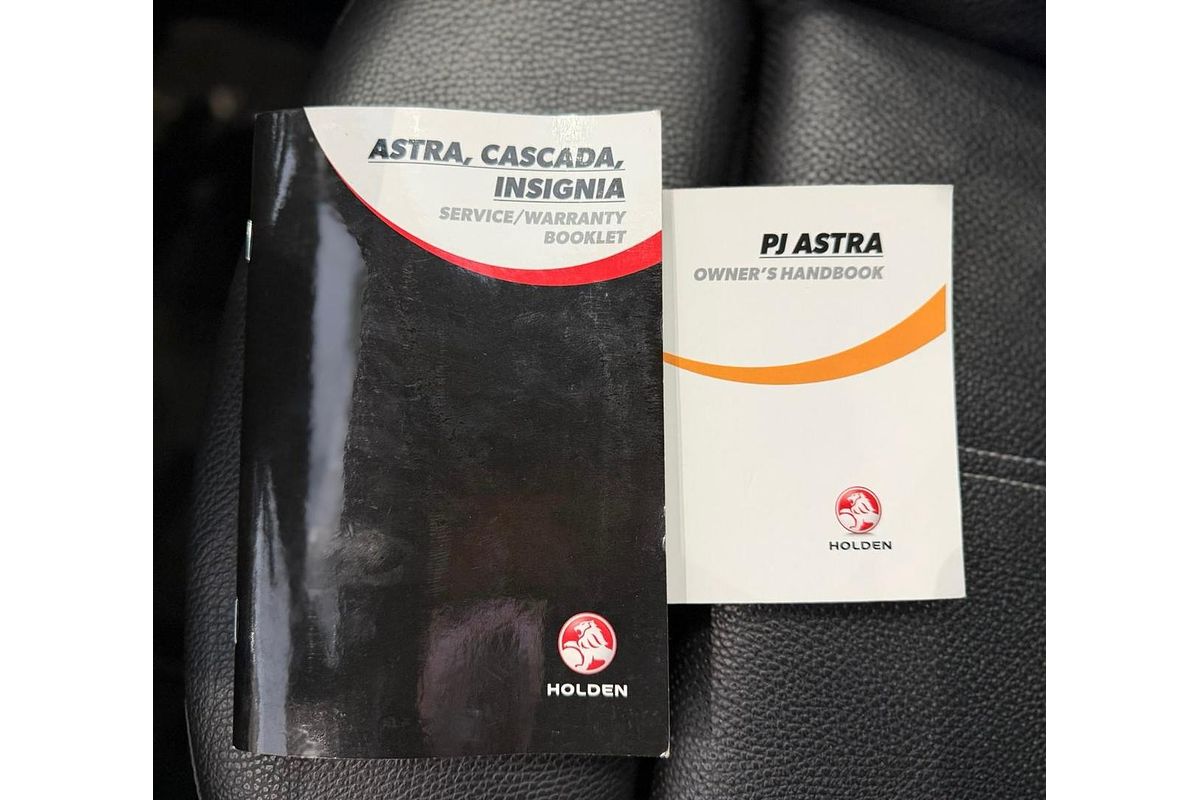 ASTRA, CASCADA,
INSIGNIA
SERVICE/WARRANTY
BOOKLET
HOLDEN
PJ ASTRA
OWNER'S HANDBOOK
HOLDEN